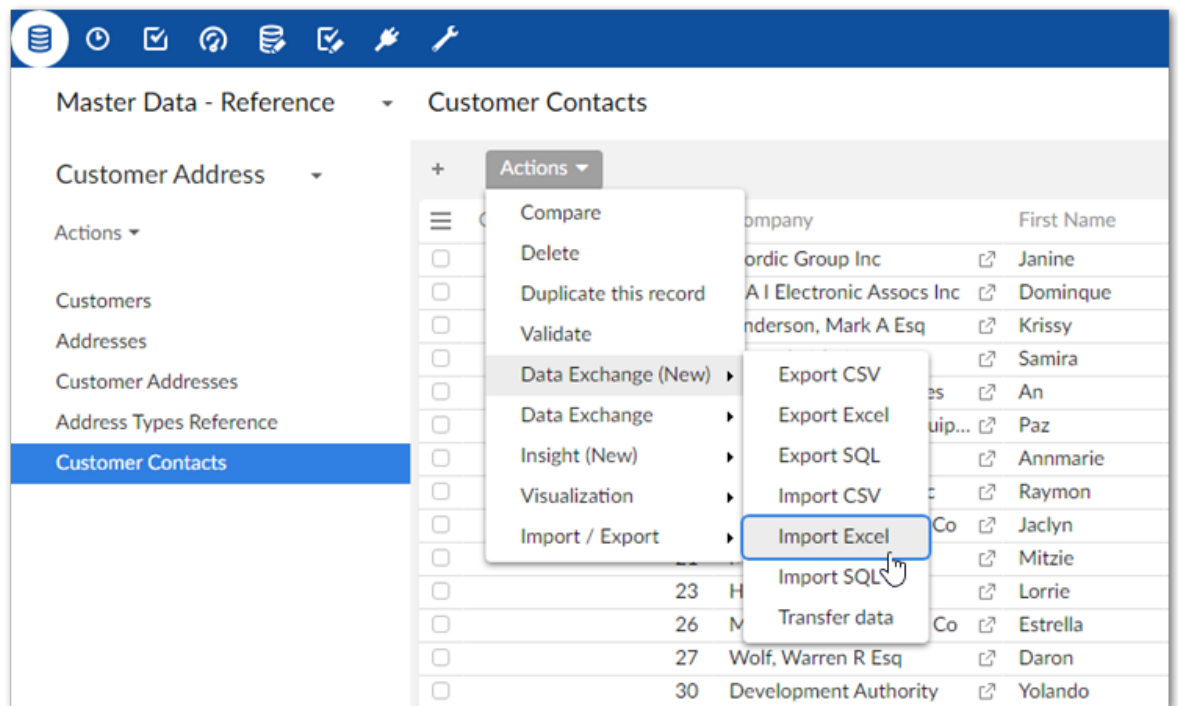 Master Data - Reference
Customer Contacts
Customer Address
Actions
Customers
Addresses
Customer Addresses
Address Types Reference
Customer Contacts
+ Actions
Compare
Delete
Duplicate this record
Validate
Data Exchange (New)
Data Exchange
Insight (New)
Visualization
Import / Export
Export CSV
Export Excel
Export SQL
Import CSV
Import Excel
Import SQL
Transfer data
ompany First Name
ordic Group Inc Janine
A I Electronic Assocs Inc Dominque
nderson, Mark A Esq Krissy
Samira
es An
uip... Paz
Annmarie
Raymon
Co Jaclyn
Mitzie
23 H Lorrie
26 M Co Estrella
27 Wolf, Warren R Esq Daron
30 Development Authority Yolando